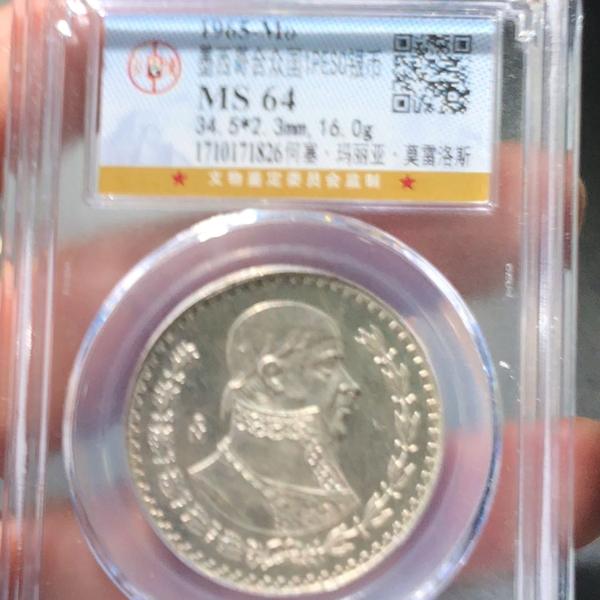 1965-Mo
墨西哥合众国1PESO银币
MS 64
34.5*2.3mm,16.0g
1710171826何塞·玛丽亚·莫雷洛斯
★ 文物鉴定委员会监制 ★